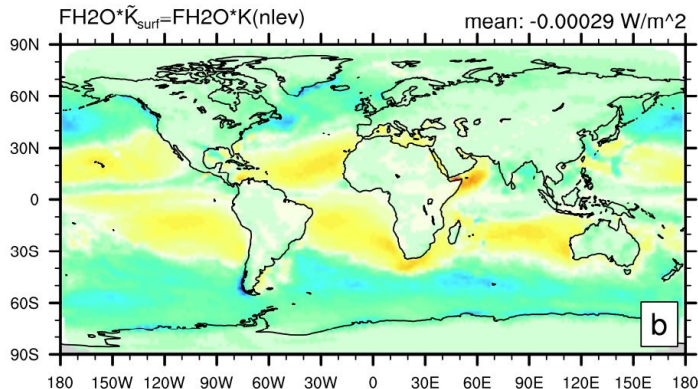 FH2O*K̃surf=FH2O*K(nlev) mean: -0.00029 W/m^2
90N
60N
30N
0
30S
60S
90S
b
180 150W 120W 90W 60W 30W 0 30E 60E 90E 120E 150E 180